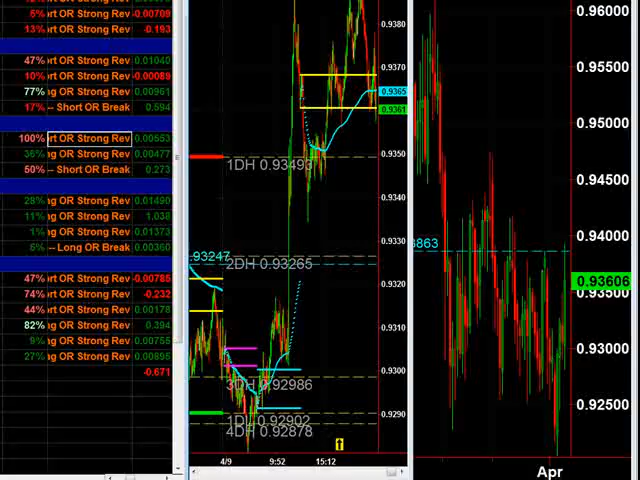 5% ort OR Strong Rev -0.00709
13% ort OR Strong Rev -0.193
47% ort OR Strong Rev 0.01040
10% ort OR Strong Rev -0.00089
77% ng OR Strong Rev 0.00961
17% -- Short OR Break 0.594
100% ort OR Strong Rev 0.00553
36% ng OR Strong Rev 0.00477
50% -- Short OR Break 0.273
28% ng OR Strong Rev 0.01490
11% ng OR Strong Rev 1.038
1% ng OR Strong Rev 0.01373
6% -- Long OR Break 0.00360
47% ort OR Strong Rev -0.00785
74% ort OR Strong Rev -0.232
44% ort OR Strong Rev 0.00178
82% ng OR Strong Rev 0.394
9% ng OR Strong Rev 0.00755
27% ng OR Strong Rev 0.00895
-0.671
0.9380
0.9370
0.9365
0.9361
0.9350
0.9340
0.9330
0.9320
0.9310
0.9300
0.9290
1DH 0.93493
.93247
2DH 0.93265
3DH 0.92986
1D 0.92902
4DH 0.92878
4/9 9:52 15:12
0.96000
0.95500
0.95000
0.94500
0.94000
3863
0.93606
0.93500
0.93000
0.92500
Apr